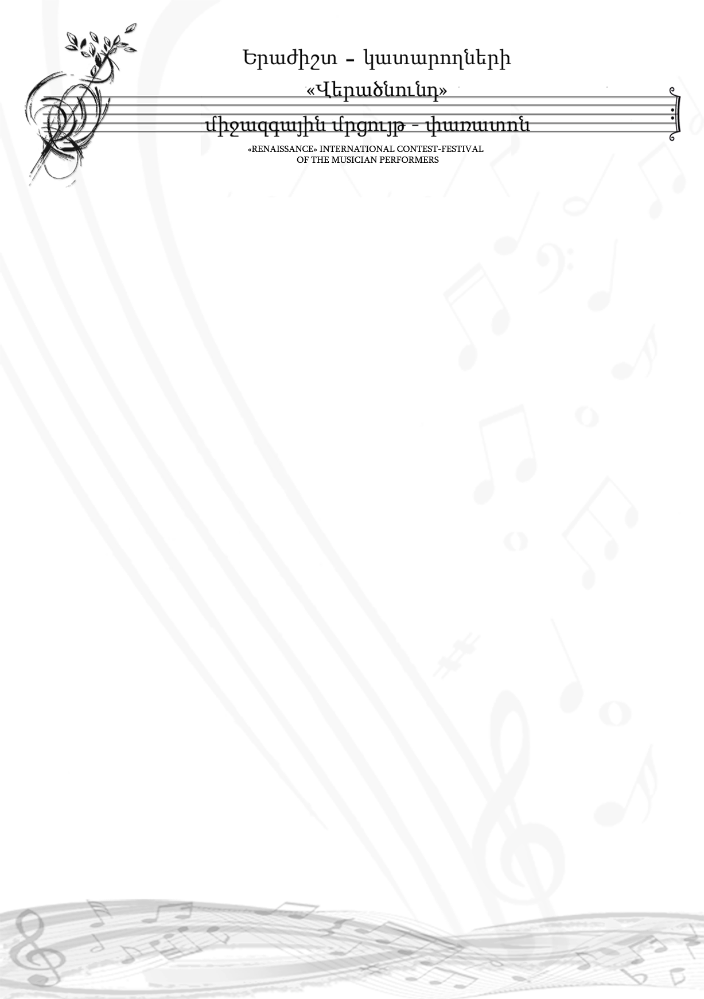 Երաժիշտ - կատարողների
«Վերածնունդ»
միջազգային մրցույթ - փառատոն
«RENAISSANCE» INTERNATIONAL CONTEST-FESTIVAL
OF THE MUSICIAN PERFORMERS